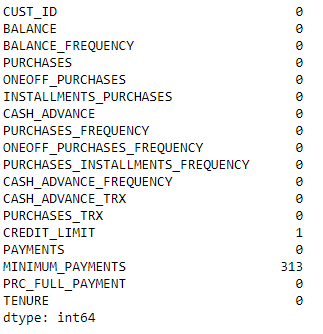 CUST_ID 0
BALANCE 0
BALANCE_FREQUENCY 0
PURCHASES 0
ONEOFF_PURCHASES 0
INSTALLMENTS_PURCHASES 0
CASH_ADVANCE 0
PURCHASES_FREQUENCY 0
ONEOFF_PURCHASES_FREQUENCY 0
PURCHASES_INSTALLMENTS_FREQUENCY 0
CASH_ADVANCE_FREQUENCY 0
CASH_ADVANCE_TRX 0
PURCHASES_TRX 0
CREDIT_LIMIT 1
PAYMENTS 0
MINIMUM_PAYMENTS 313
PRC_FULL_PAYMENT 0
TENURE 0
dtype: int64